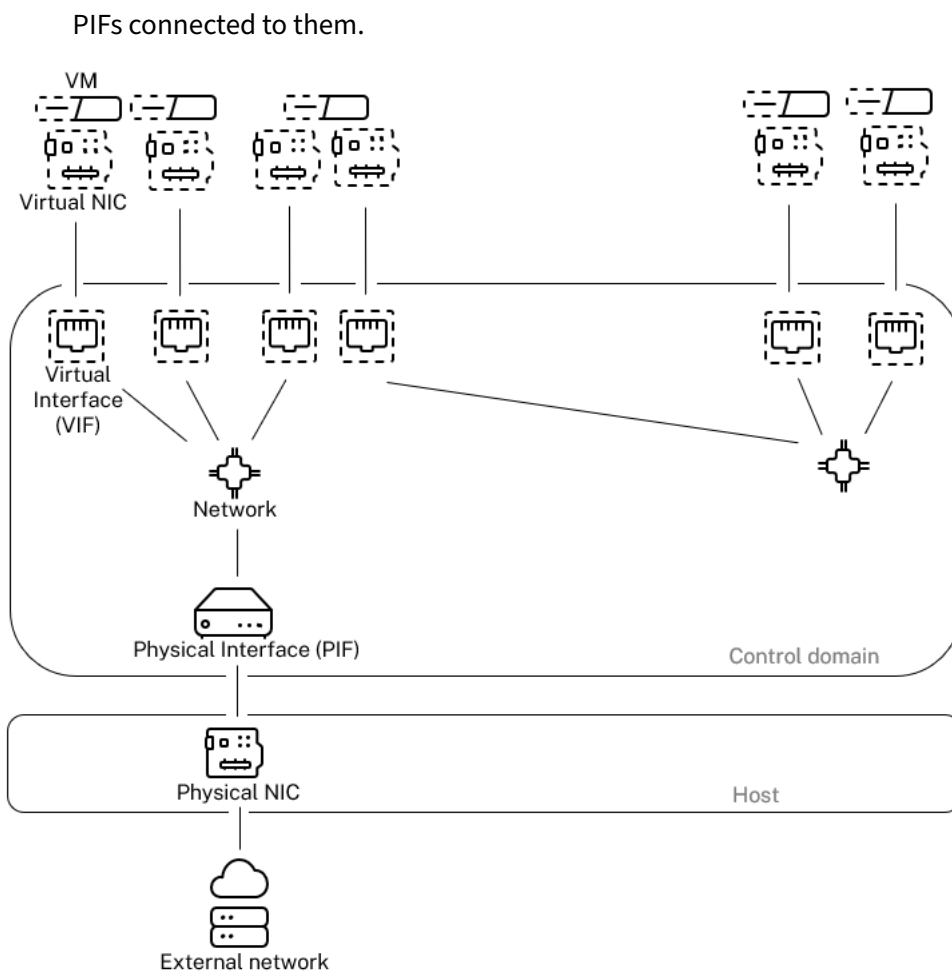 PIFs connected to them.
VM
Virtual NIC
Virtual
Interface
(VIF)
Network
Physical Interface (PIF)
Control domain
Physical NIC
Host
External network